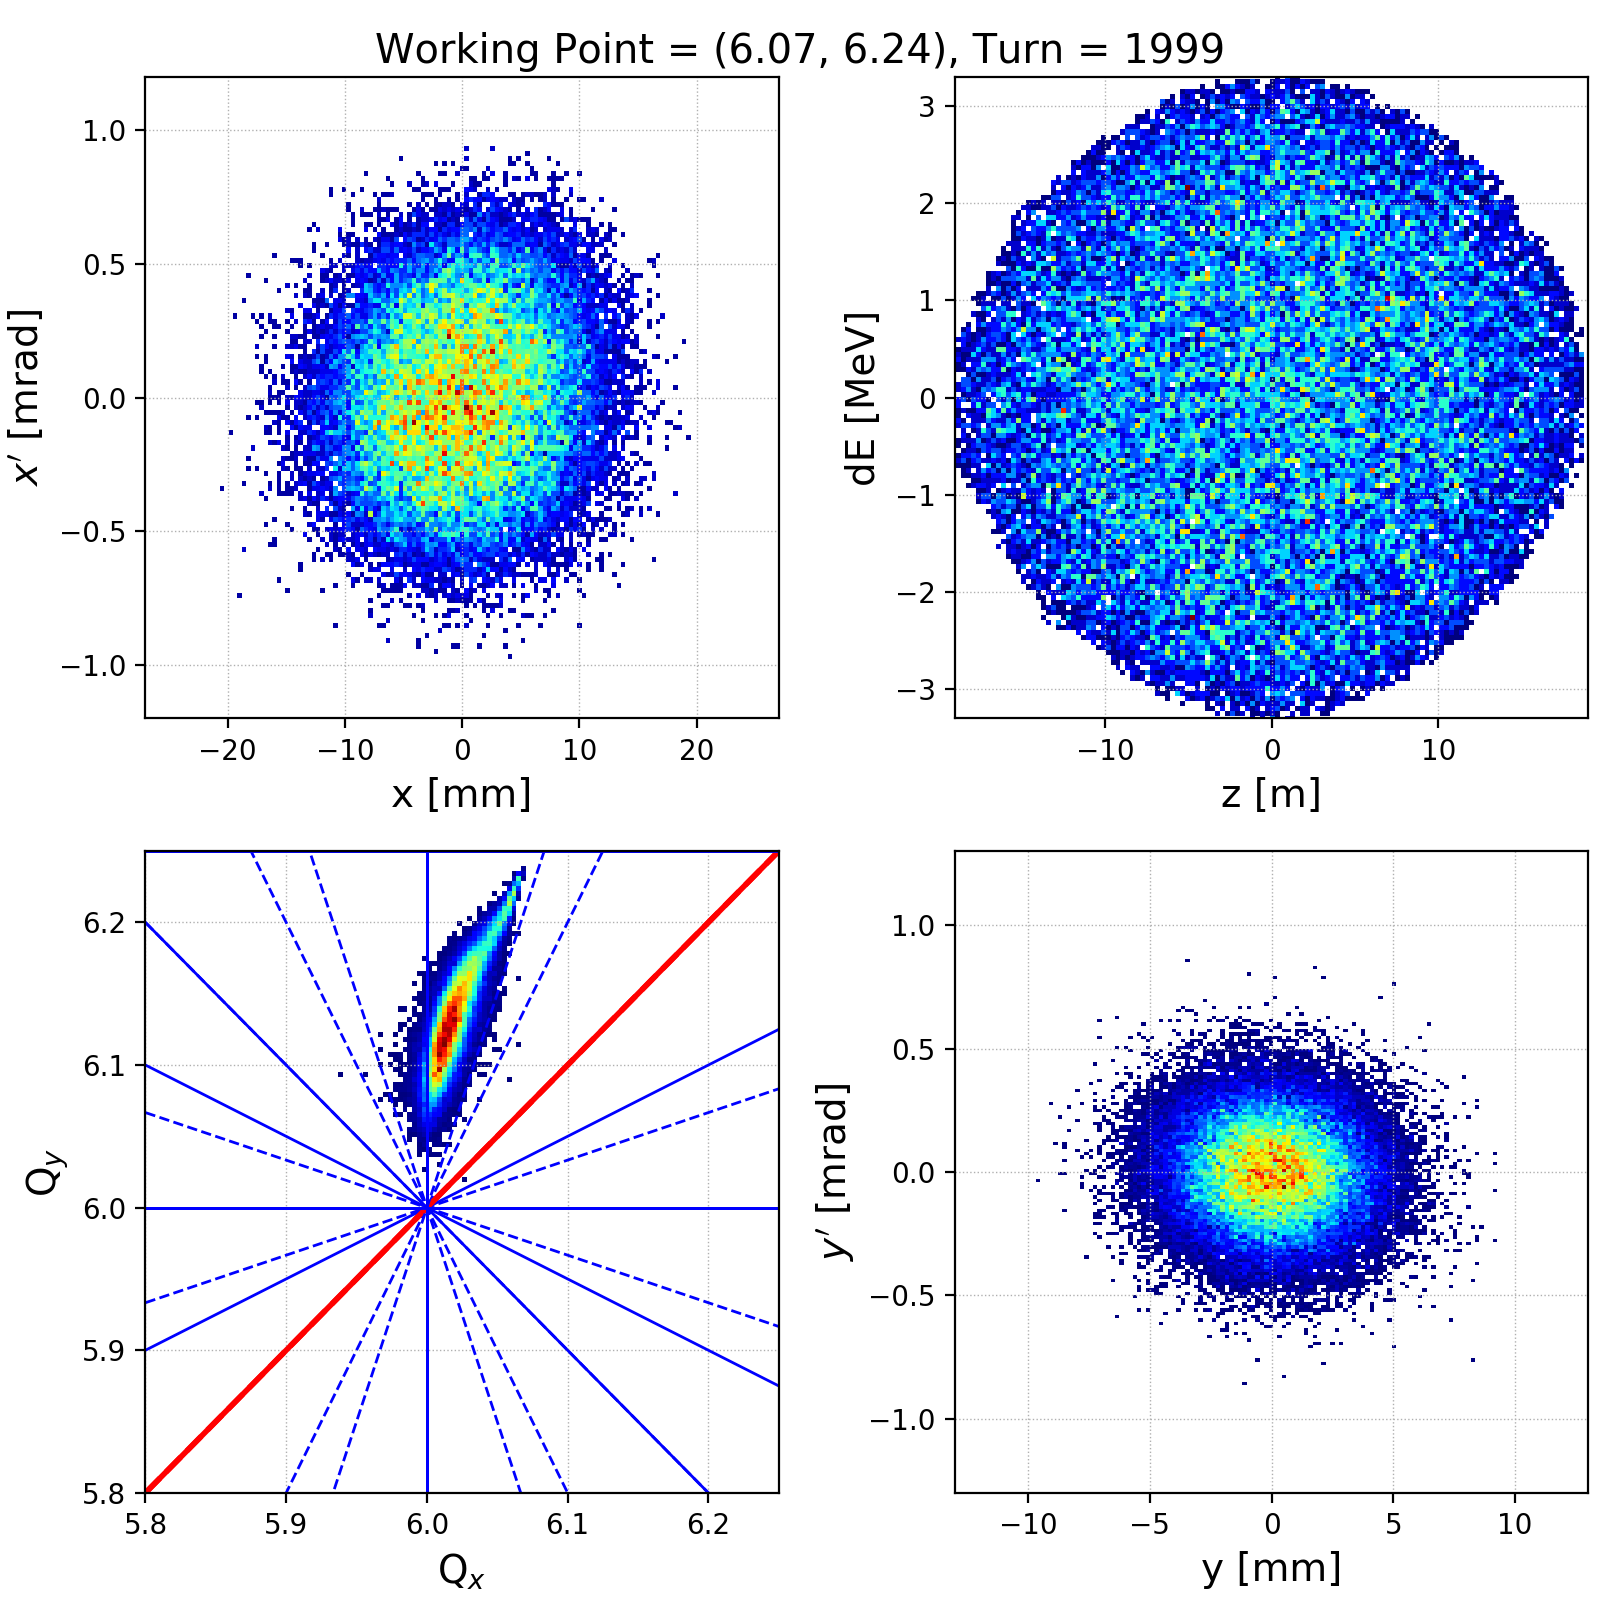 Working Point = (6.07, 6.24), Turn = 1999
1.0
0.5
0.0
−0.5
−1.0
x′ [mrad]
−20 −10 0 10 20
x [mm]
3
2
1
0
−1
−2
−3
dE [MeV]
−10 0 10
z [m]
6.2
6.1
6.0
5.9
5.8
Qy
5.8 5.9 6.0 6.1 6.2
Qx
1.0
0.5
0.0
−0.5
−1.0
y′ [mrad]
−10 −5 0 5 10
y [mm]